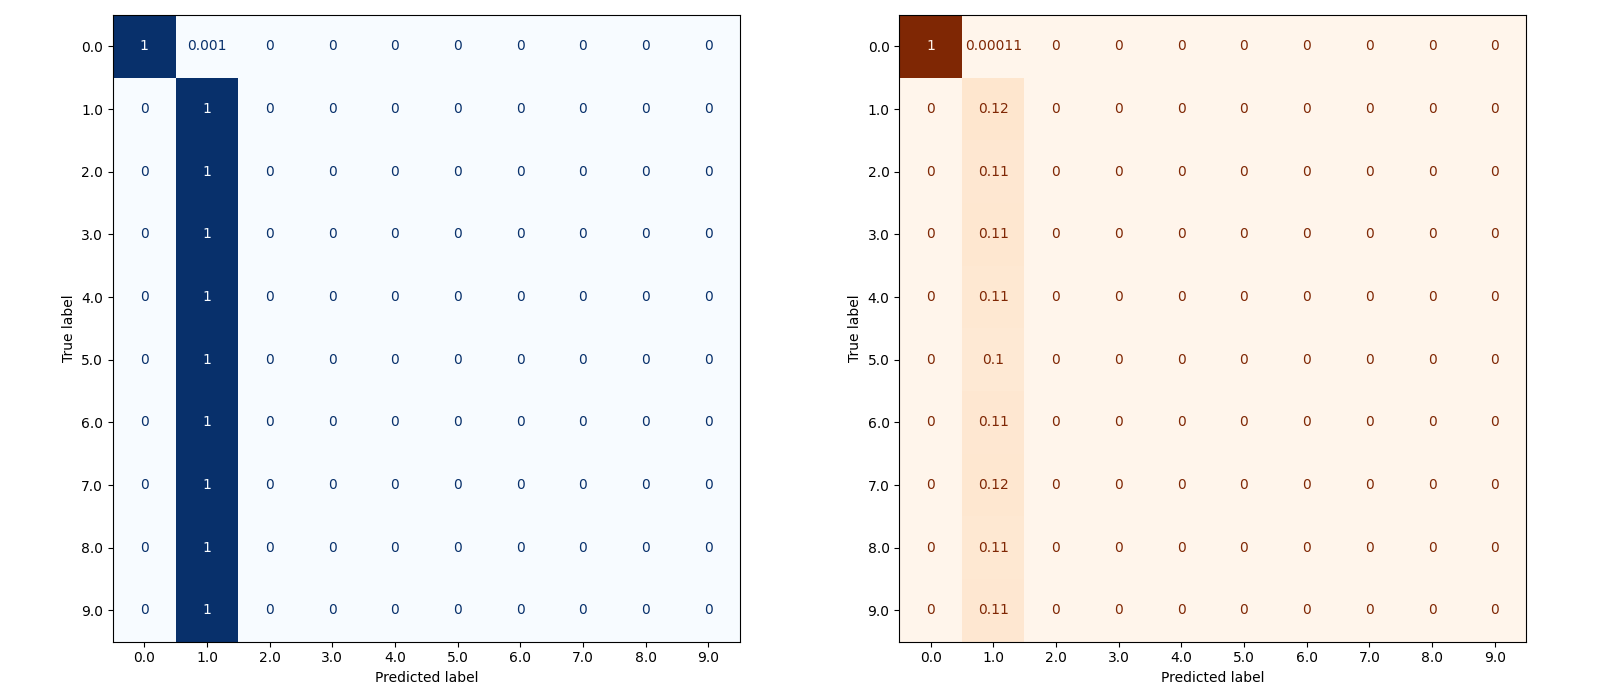 0.0 1 0.001 0 0 0 0 0 0 0 0
1.0 0 1 0 0 0 0 0 0 0 0
2.0 0 1 0 0 0 0 0 0 0 0
3.0 0 1 0 0 0 0 0 0 0 0
4.0 0 1 0 0 0 0 0 0 0 0
5.0 0 1 0 0 0 0 0 0 0 0
6.0 0 1 0 0 0 0 0 0 0 0
7.0 0 1 0 0 0 0 0 0 0 0
8.0 0 1 0 0 0 0 0 0 0 0
9.0 0 1 0 0 0 0 0 0 0 0
True label
0.0 1.0 2.0 3.0 4.0 5.0 6.0 7.0 8.0 9.0
Predicted label
0.0 1 0.00011 0 0 0 0 0 0 0 0
1.0 0 0.12 0 0 0 0 0 0 0 0
2.0 0 0.11 0 0 0 0 0 0 0 0
3.0 0 0.11 0 0 0 0 0 0 0 0
4.0 0 0.11 0 0 0 0 0 0 0 0
5.0 0 0.1 0 0 0 0 0 0 0 0
6.0 0 0.11 0 0 0 0 0 0 0 0
7.0 0 0.12 0 0 0 0 0 0 0 0
8.0 0 0.11 0 0 0 0 0 0 0 0
9.0 0 0.11 0 0 0 0 0 0 0 0
True label
0.0 1.0 2.0 3.0 4.0 5.0 6.0 7.0 8.0 9.0
Predicted label